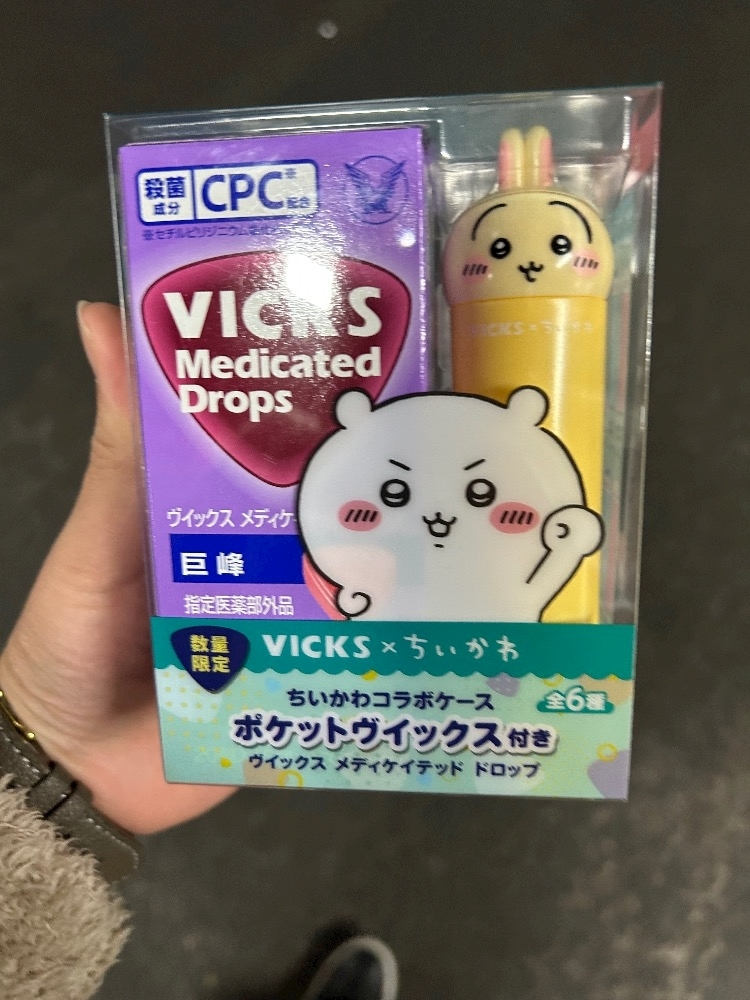 殺菌
成分
CPC※
配合
VICKS
Medicated
Drops
ヴイックス メディケ
巨峰
指定医薬部外品
VICKS×ちいかわ
数量
限定
VICKS×ちいかわ
ちいかわコラボケース
全6種
ポケットヴイックス付き
ヴイックス メディケイテッド ドロップ